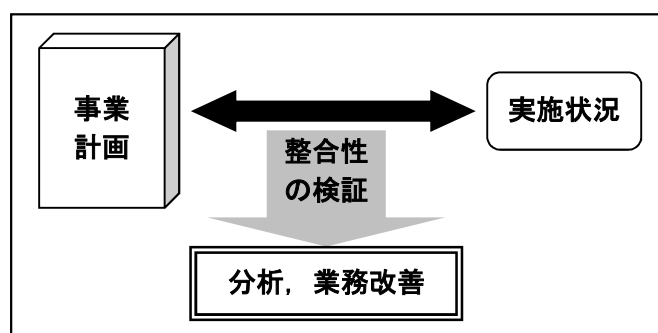 事業
計画
実施状況
整合性
の検証
分析，業務改善